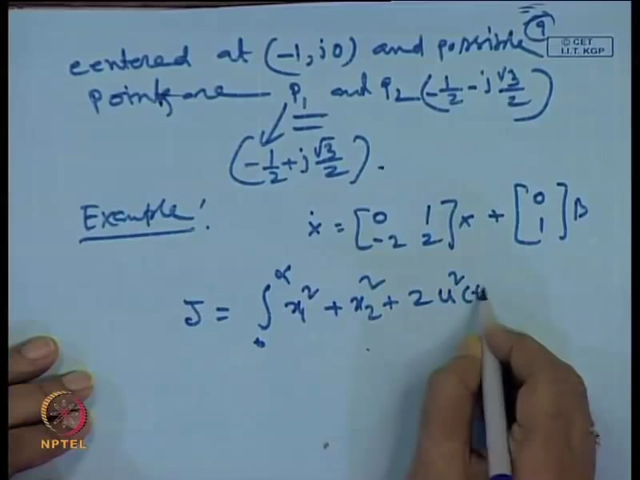 centered at (-1, j0) and possible 9
© CET
I.I.T. KGP
points are P₁ and P₂ (-1/2 - j√3/2)
(-1/2 + j√3/2).
Example:
ẋ = [0 1; -2 2] x + [0; 1] β
J = ∫₀^∝ x₁² + x₂² + 2u²(t
NPTEL